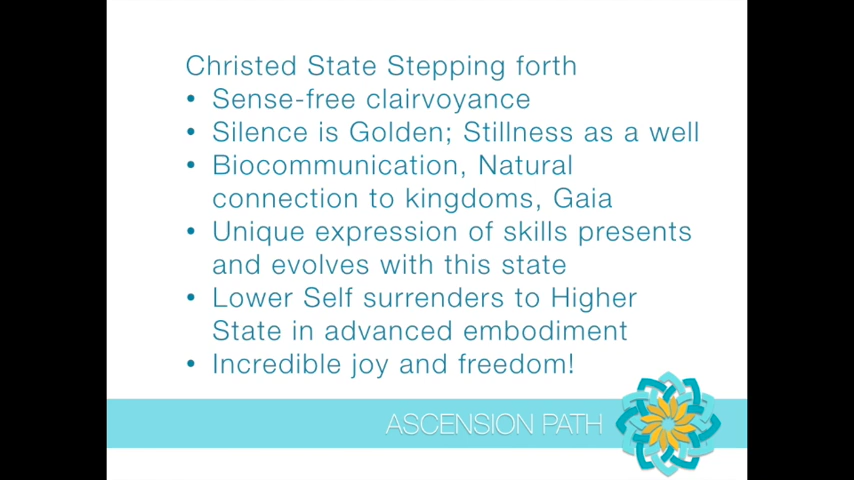 Christed State Stepping forth
• Sense-free clairvoyance
• Silence is Golden; Stillness as a well
• Biocommunication, Natural
connection to kingdoms, Gaia
• Unique expression of skills presents
and evolves with this state
• Lower Self surrenders to Higher
State in advanced embodiment
• Incredible joy and freedom!
ASCENSION PATH